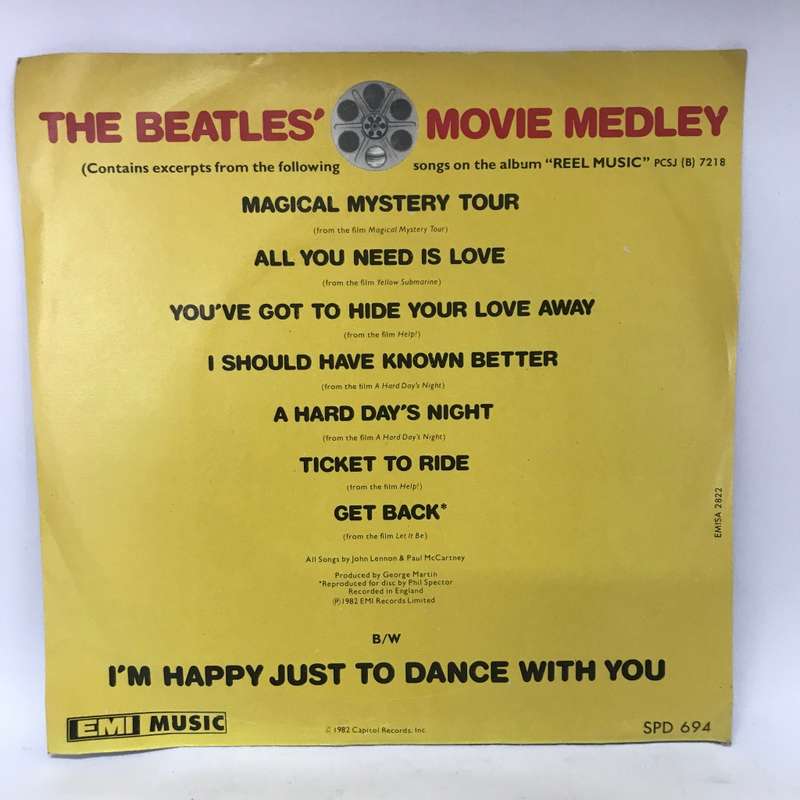 THE BEATLES' MOVIE MEDLEY
(Contains excerpts from the following songs on the album "REEL MUSIC" PCSJ (B) 7218
MAGICAL MYSTERY TOUR
(from the film Magical Mystery Tour)
ALL YOU NEED IS LOVE
(from the film Yellow Submarine)
YOU'VE GOT TO HIDE YOUR LOVE AWAY
(from the film Help!)
I SHOULD HAVE KNOWN BETTER
(from the film A Hard Day's Night)
A HARD DAY'S NIGHT
(from the film A Hard Day's Night)
TICKET TO RIDE
(from the film Help!)
GET BACK*
(from the film Let It Be)
All Songs by John Lennon & Paul McCartney
Produced by George Martin
*Reproduced for disc by Phil Spector
Recorded in England
℗1982 EMI Records Limited
B/W
I'M HAPPY JUST TO DANCE WITH YOU
EMI MUSIC
© 1982 Capitol Records, Inc.
SPD 694
EMISA 2822